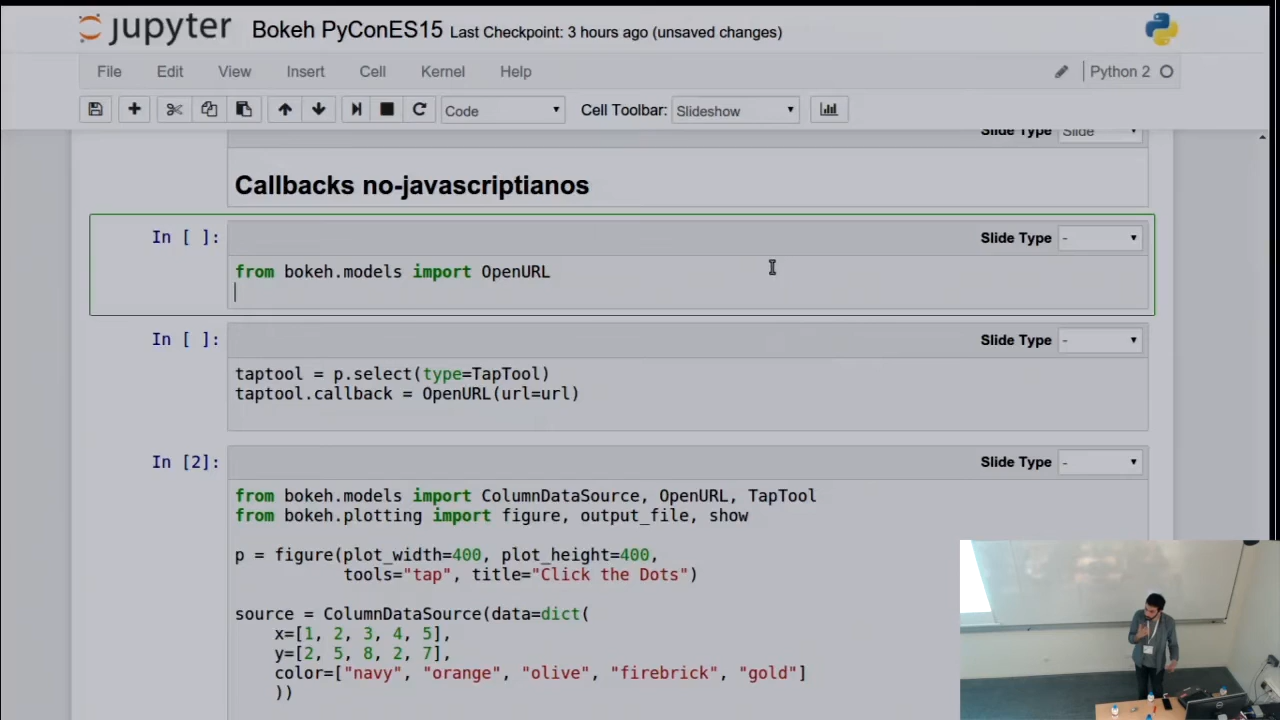 jupyter Bokeh PyConES15 Last Checkpoint: 3 hours ago (unsaved changes)
File Edit View Insert Cell Kernel Help Python 2
Code Cell Toolbar: Slideshow
Slide Type Slide
Callbacks no-javascriptianos
In [ ]: Slide Type -
from bokeh.models import OpenURL
In [ ]: Slide Type -
taptool = p.select(type=TapTool)
taptool.callback = OpenURL(url=url)
In [2]: Slide Type -
from bokeh.models import ColumnDataSource, OpenURL, TapTool
from bokeh.plotting import figure, output_file, show
p = figure(plot_width=400, plot_height=400,
tools="tap", title="Click the Dots")
source = ColumnDataSource(data=dict(
x=[1, 2, 3, 4, 5],
y=[2, 5, 8, 2, 7],
color=["navy", "orange", "olive", "firebrick", "gold"]
))